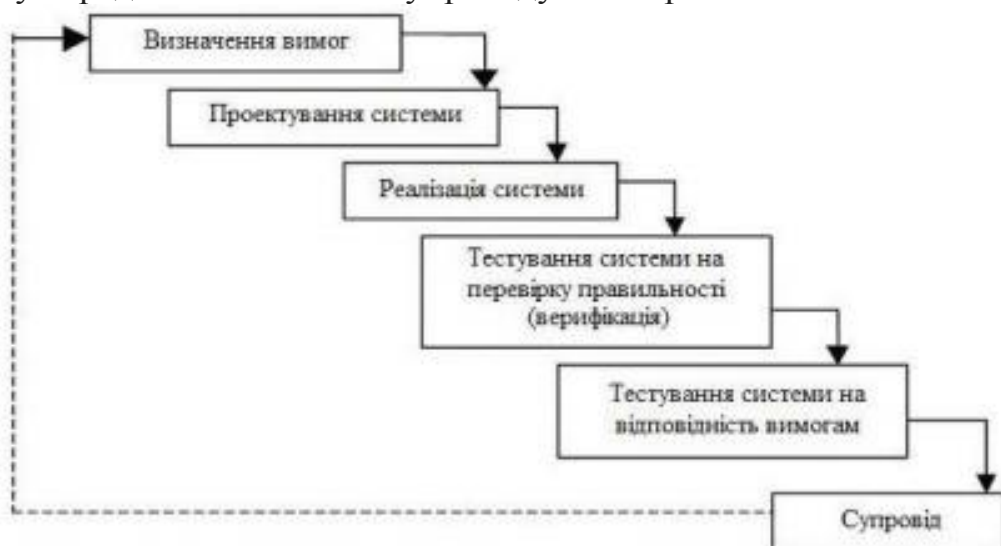 Визначення вимог
Проектування системи
Реалізація системи
Тестування системи на
перевірку правильності
(верифікація)
Тестування системи на
відповідність вимогам
Супровід